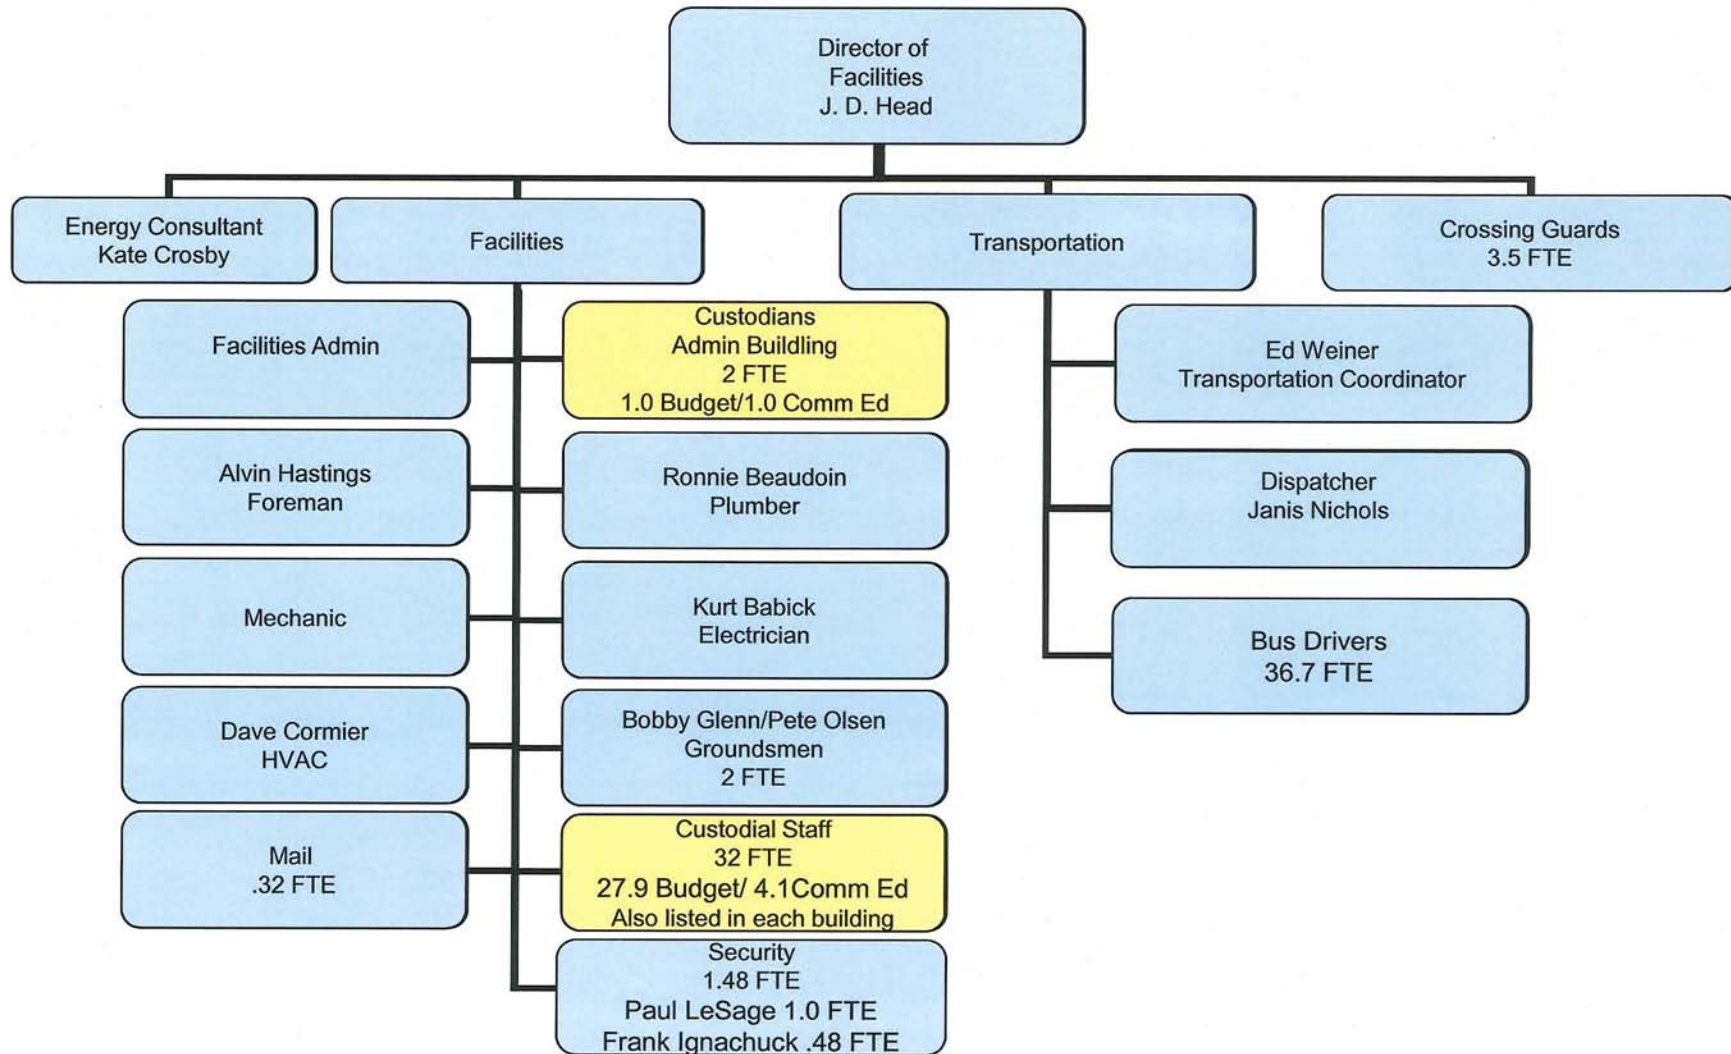 Director of
Facilities
J. D. Head
Energy Consultant
Kate Crosby
Facilities
Transportation
Crossing Guards
3.5 FTE
Facilities Admin
Custodians
Admin Buildling
2 FTE
1.0 Budget/1.0 Comm Ed
Alvin Hastings
Foreman
Ronnie Beaudoin
Plumber
Mechanic
Kurt Babick
Electrician
Dave Cormier
HVAC
Bobby Glenn/Pete Olsen
Groundsmen
2 FTE
Mail
.32 FTE
Custodial Staff
32 FTE
27.9 Budget/ 4.1Comm Ed
Also listed in each building
Security
1.48 FTE
Paul LeSage 1.0 FTE
Frank Ignachuck .48 FTE
Ed Weiner
Transportation Coordinator
Dispatcher
Janis Nichols
Bus Drivers
36.7 FTE